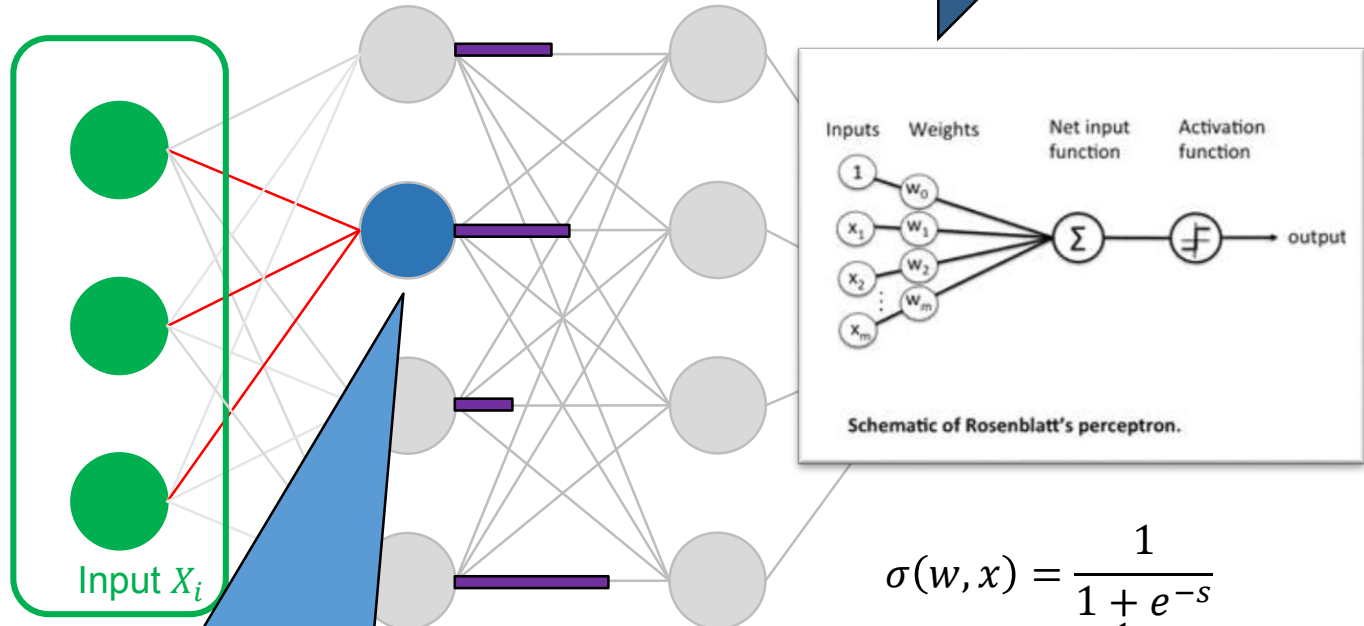 Inputs Weights Net input function Activation function
1
w0
x1
w1
x2
w2
⋮
xm
wm
Σ
output
Schematic of Rosenblatt's perceptron.
Input Xi
σ(w, x) = 1 / (1 + e^−s)
1